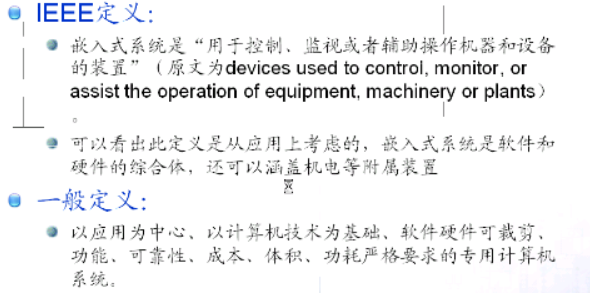 IEEE定义:
嵌入式系统是“用于控制、监视或者辅助操作机器和设备
的装置”（原文为devices used to control, monitor, or
assist the operation of equipment, machinery or plants）
。
可以看出此定义是从应用上考虑的，嵌入式系统是软件和
硬件的综合体，还可以涵盖机电等附属装置
一般定义:
以应用为中心、以计算机技术为基础、软件硬件可裁剪、
功能、可靠性、成本、体积、功耗严格要求的专用计算机
系统。